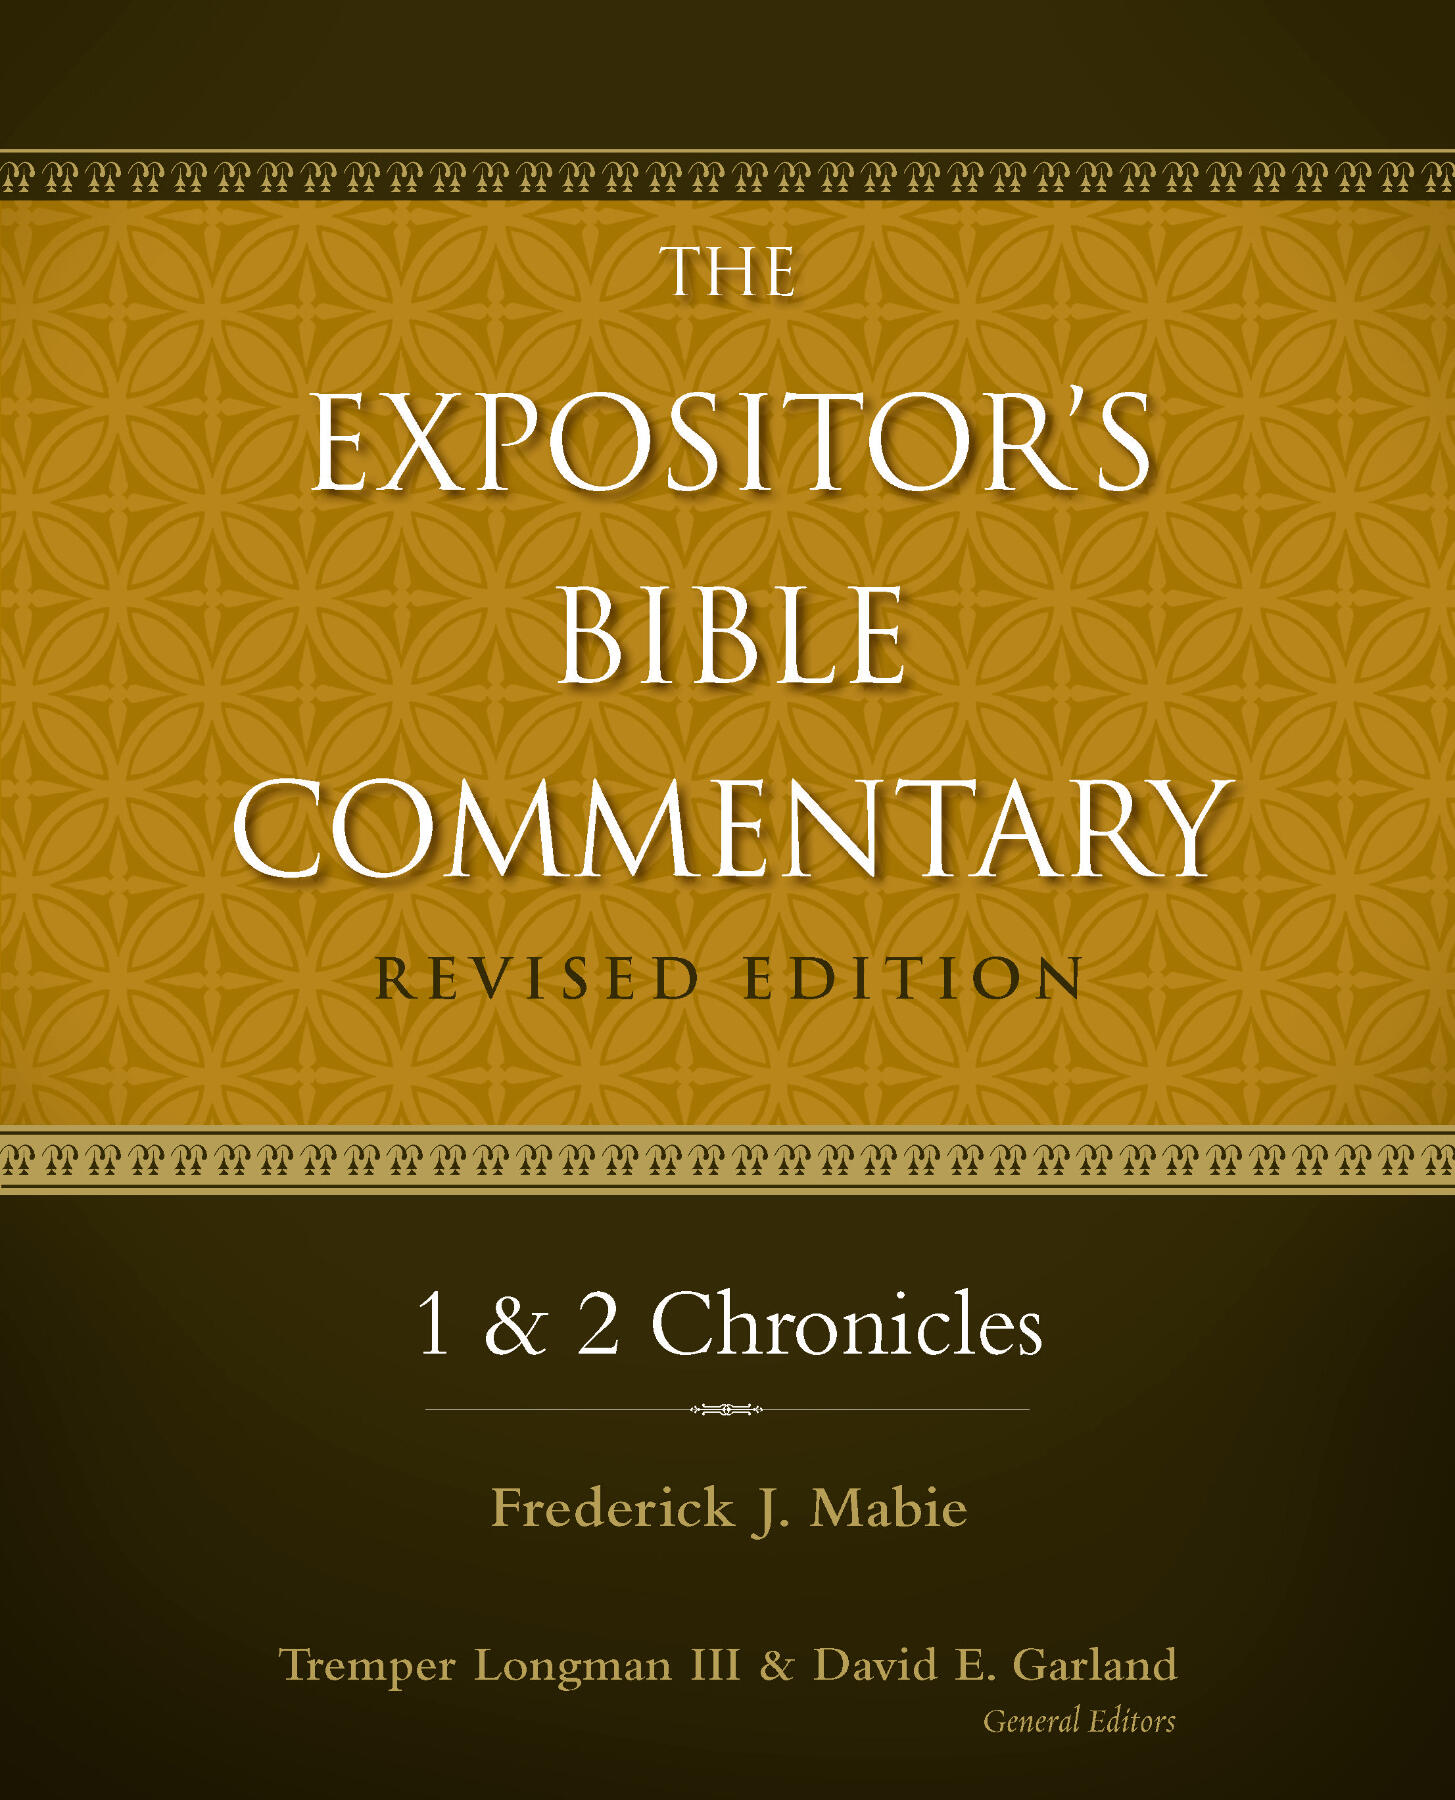 THE
EXPOSITOR’S
BIBLE
COMMENTARY
REVISED EDITION
1 & 2 Chronicles
Frederick J. Mabie
Tremper Longman III & David E. Garland
General Editors